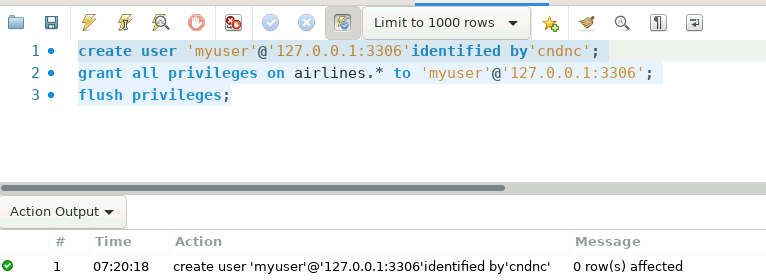 Limit to 1000 rows
1 create user 'myuser'@'127.0.0.1:3306'identified by'cndnc';
2 grant all privileges on airlines.* to 'myuser'@'127.0.0.1:3306';
3 flush privileges;
Action Output
# Time Action Message
1 07:20:18 create user 'myuser'@'127.0.0.1:3306'identified by'cndnc' 0 row(s) affected